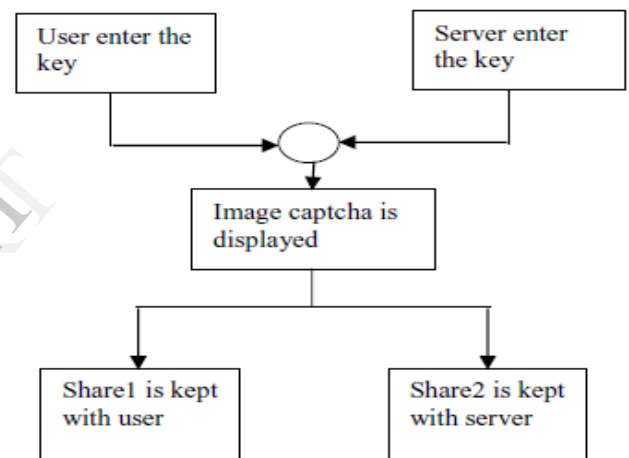 User enter the
key
Server enter
the key
Image captcha is
displayed
Share1 is kept
with user
Share2 is kept
with server